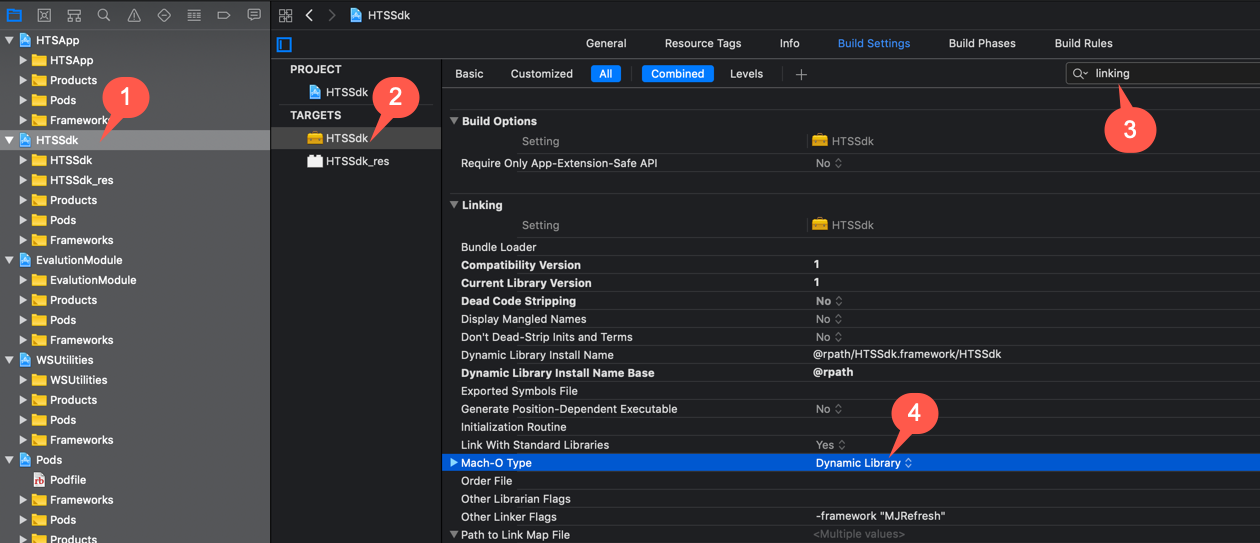 HTSSdk
General Resource Tags Info Build Settings Build Phases Build Rules
Basic Customized All Combined Levels linking
HTSApp
HTSApp
Products
Pods
HTSSdk
HTSSdk
HTSSdk_res
Products
Pods
Frameworks
EvalutionModule
EvalutionModule
Products
Pods
Frameworks
WSUtilities
WSUtilities
Products
Pods
Frameworks
Pods
Podfile
Frameworks
Pods
Products
1
PROJECT
HTSSdk
TARGETS
HTSSdk
HTSSdk_res
2
3
Build Options
Setting HTSSdk
Require Only App-Extension-Safe API No
Linking
Setting HTSSdk
Bundle Loader
Compatibility Version 1
Current Library Version 1
Dead Code Stripping No
Display Mangled Names No
Don't Dead-Strip Inits and Terms No
Dynamic Library Install Name @rpath/HTSSdk.framework/HTSSdk
Dynamic Library Install Name Base @rpath
Exported Symbols File
Generate Position-Dependent Executable No
4
Initialization Routine
Link With Standard Libraries Yes
Mach-O Type Dynamic Library
Order File
Other Librarian Flags
Other Linker Flags -framework "MJRefresh"
Path to Link Map File <Multiple values>